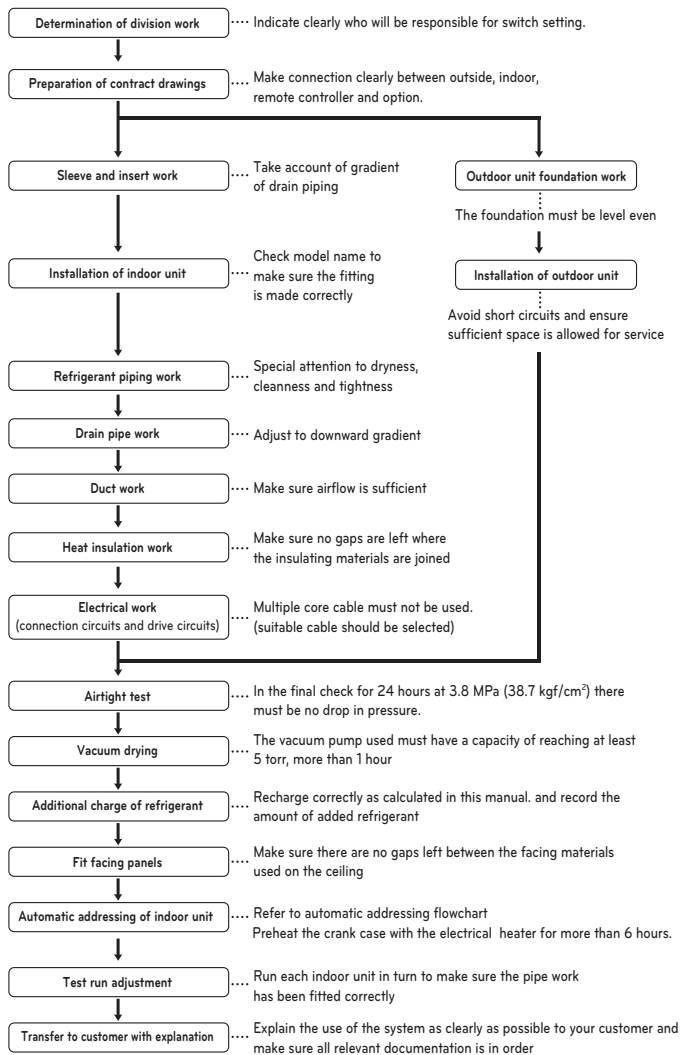 Determination of division work
Indicate clearly who will be responsible for switch setting.
Preparation of contract drawings
Make connection clearly between outside, indoor,
remote controller and option.
Sleeve and insert work
Take account of gradient
of drain piping
Outdoor unit foundation work
The foundation must be level even
Installation of indoor unit
Check model name to
make sure the fitting
is made correctly
Installation of outdoor unit
Avoid short circuits and ensure
sufficient space is allowed for service
Refrigerant piping work
Special attention to dryness,
cleanness and tightness
Drain pipe work
Adjust to downward gradient
Duct work
Make sure airflow is sufficient
Heat insulation work
Make sure no gaps are left where
the insulating materials are joined
Electrical work
(connection circuits and drive circuits)
Multiple core cable must not be used.
(suitable cable should be selected)
Airtight test
In the final check for 24 hours at 3.8 MPa (38.7 kgf/cm²) there
must be no drop in pressure.
Vacuum drying
The vacuum pump used must have a capacity of reaching at least
5 torr, more than 1 hour
Additional charge of refrigerant
Recharge correctly as calculated in this manual. and record the
amount of added refrigerant
Fit facing panels
Make sure there are no gaps left between the facing materials
used on the ceiling
Automatic addressing of indoor unit
Refer to automatic addressing flowchart
Preheat the crank case with the electrical heater for more than 6 hours.
Test run adjustment
Run each indoor unit in turn to make sure the pipe work
has been fitted correctly
Transfer to customer with explanation
Explain the use of the system as clearly as possible to your customer and
make sure all relevant documentation is in order